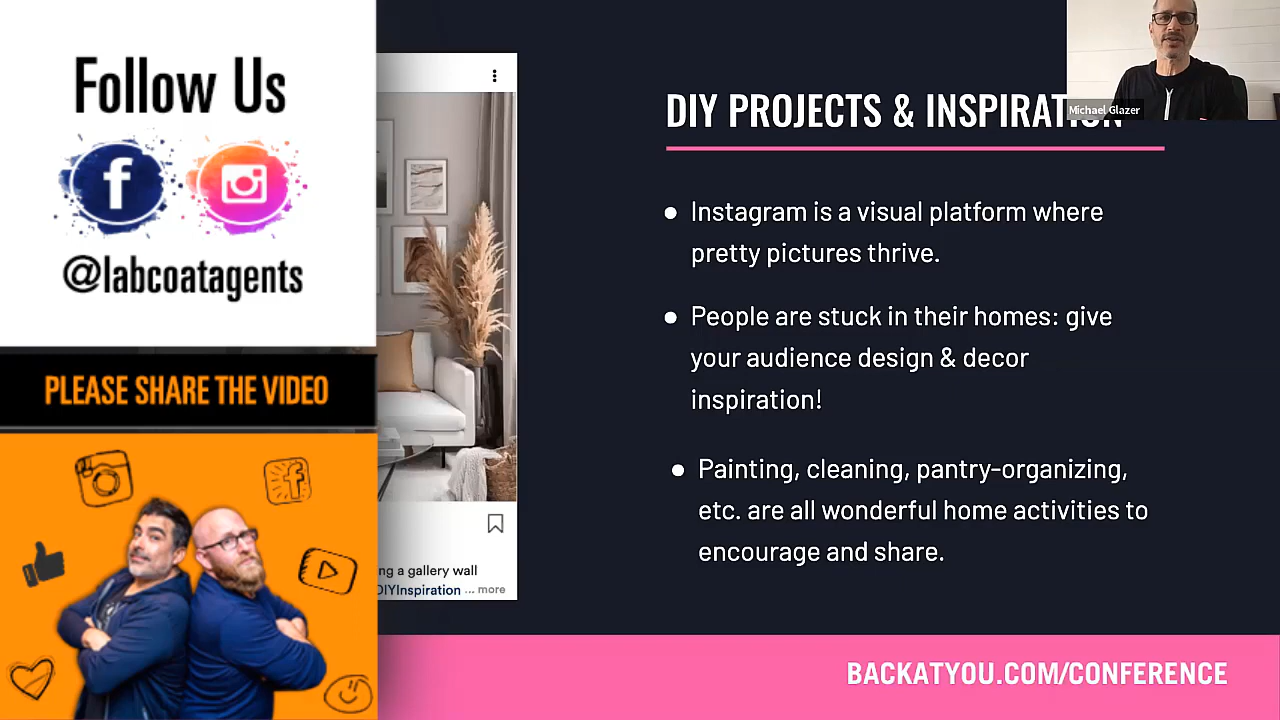 Follow Us
f
@labcoatagents
PLEASE SHARE THE VIDEO
f
ng a gallery wall
DIYInspiration ... more
DIY PROJECTS & INSPIRATION
Michael Glazer
• Instagram is a visual platform where
pretty pictures thrive.
• People are stuck in their homes: give
your audience design & decor
inspiration!
• Painting, cleaning, pantry-organizing,
etc. are all wonderful home activities to
encourage and share.
BACKATYOU.COM/CONFERENCE